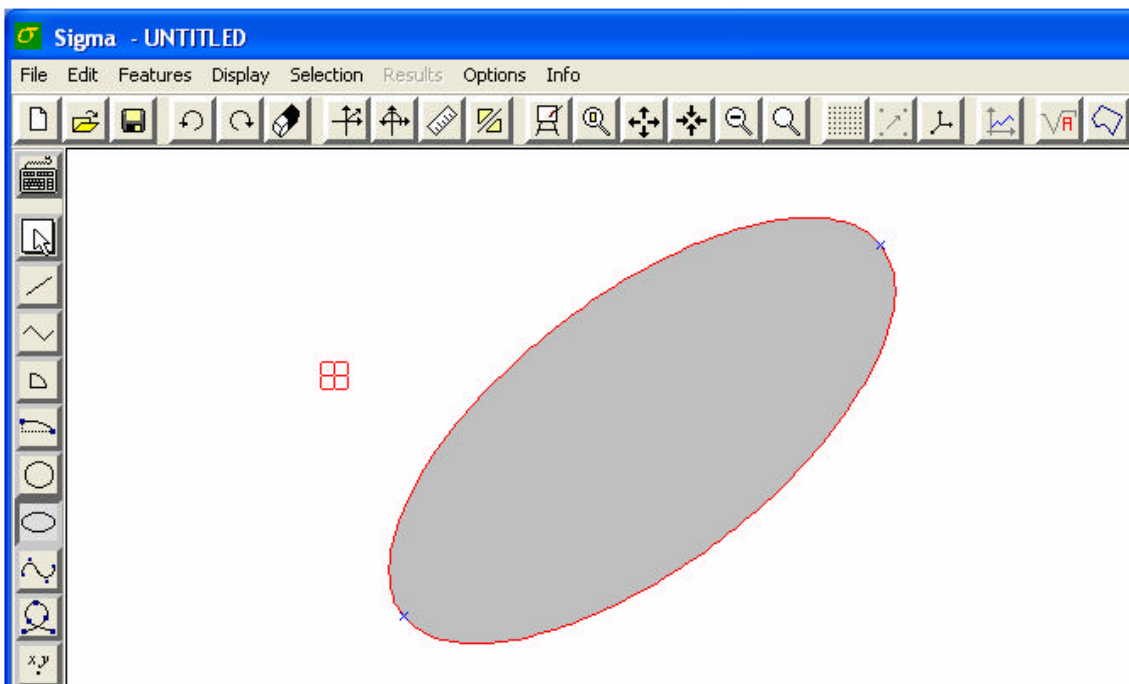 σ Sigma - UNTITLED
File Edit Features Display Selection Results Options Info
√A
x,y